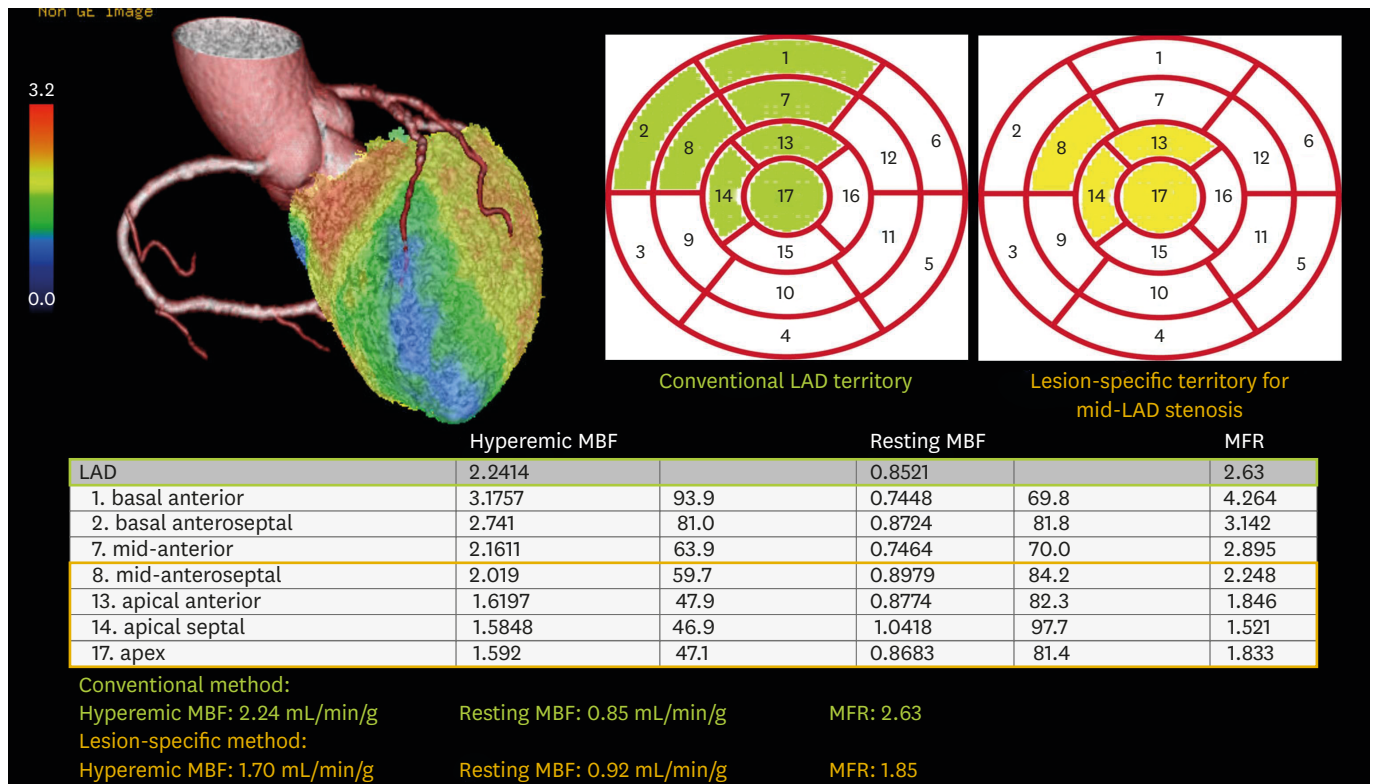 Non GE image
3.2
0.0
1
2
7
6
8
13
12
14
17
16
3
9
15
11
5
10
4
1
2
7
6
8
13
12
14
17
16
3
9
15
11
5
10
4
Conventional LAD territory
Lesion-specific territory for
mid-LAD stenosis
Hyperemic MBF Resting MBF MFR
LAD 2.2414 0.8521 2.63
1. basal anterior 3.1757 93.9 0.7448 69.8 4.264
2. basal anteroseptal 2.741 81.0 0.8724 81.8 3.142
7. mid-anterior 2.1611 63.9 0.7464 70.0 2.895
8. mid-anteroseptal 2.019 59.7 0.8979 84.2 2.248
13. apical anterior 1.6197 47.9 0.8774 82.3 1.846
14. apical septal 1.5848 46.9 1.0418 97.7 1.521
17. apex 1.592 47.1 0.8683 81.4 1.833
Conventional method:
Hyperemic MBF: 2.24 mL/min/g Resting MBF: 0.85 mL/min/g MFR: 2.63
Lesion-specific method:
Hyperemic MBF: 1.70 mL/min/g Resting MBF: 0.92 mL/min/g MFR: 1.85